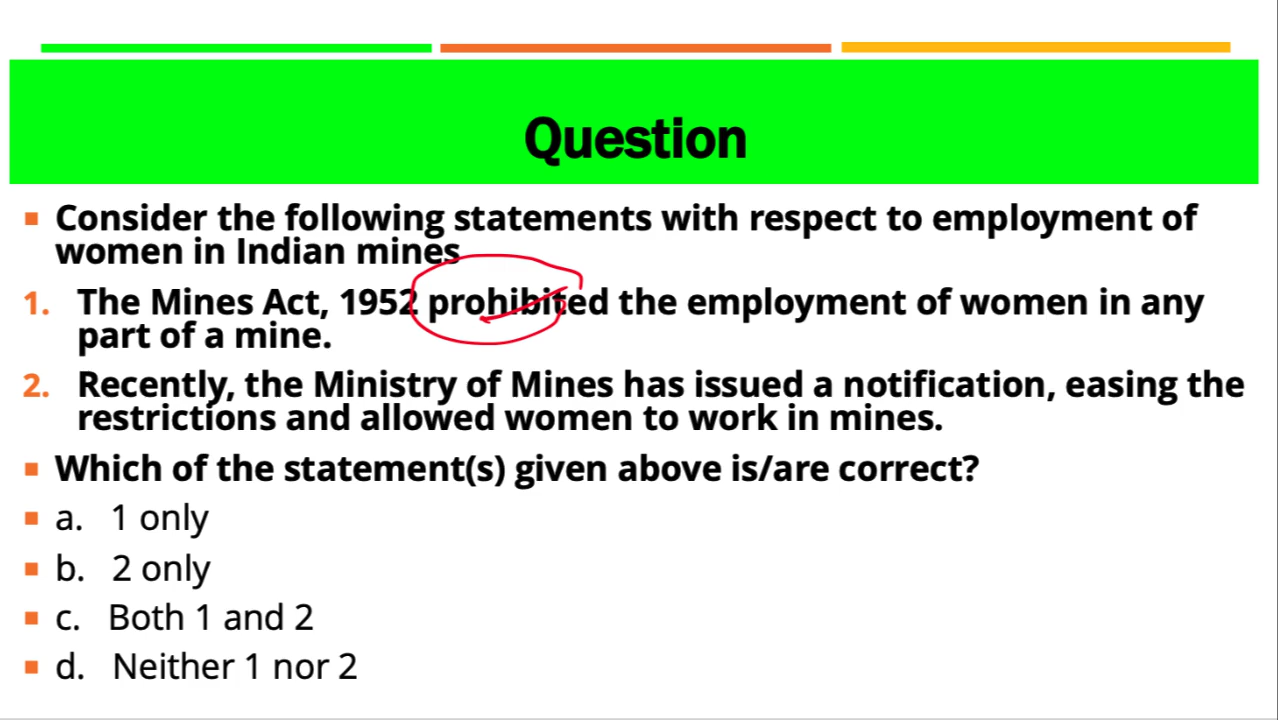 Question
Consider the following statements with respect to employment of
women in Indian mines
1. The Mines Act, 1952 prohibited the employment of women in any
part of a mine.
2. Recently, the Ministry of Mines has issued a notification, easing the
restrictions and allowed women to work in mines.
Which of the statement(s) given above is/are correct?
a. 1 only
b. 2 only
c. Both 1 and 2
d. Neither 1 nor 2